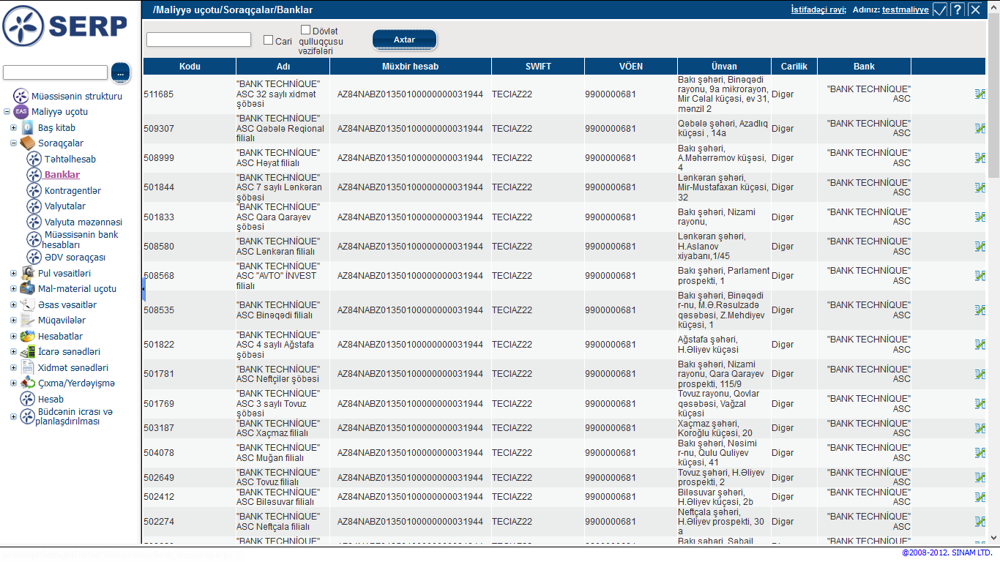 SERP
/Maliyyə uçotu/Soraqçalar/Banklar
İstifadəçi rəyi; Adınız: testmaliyye
...
Müəssisənin strukturu
EAS Maliyyə uçotu
Baş kitab
Soraqçalar
Təhtəlhesab
Banklar
Kontragentlər
Valyutalar
Valyuta məzənnəsi
Müəssisənin bank
hesabları
ƏDV soraqçası
Pul vəsaitləri
Mal-material uçotu
Əsas vəsaitlər
Müqavilələr
Hesabatlar
İcarə sənədləri
Xidmət sənədləri
Çıxma/Yerdəyişmə
Hesab
Büdcənin icrası və
planlaşdırılması
Cari
Dövlət
qulluqçusu
vəzifələri
Axtar
Kodu Adı Müxbir hesab SWIFT VÖEN Ünvan Carilik Bank
511685
"BANK TECHNİQUE"
ASC 32 saylı xidmət
şöbəsi
AZ84NABZ01350100000000031944 TECIAZ22 9900000681
Bakı şəhəri, Binəqədi
rayonu, 9a mikrorayon,
Mir Cəlal küçəsi, ev 31,
mənzil 2
Digər
"BANK TECHNİQUE"
ASC
509307
"BANK TECHNİQUE"
ASC Qəbələ Reqional
filialı
AZ84NABZ01350100000000031944 TECIAZ22 9900000681
Qəbələ şəhəri, Azadlıq
küçəsi , 14a
Digər
"BANK TECHNİQUE"
ASC
508999
"BANK TECHNİQUE"
ASC Həyat filialı
AZ84NABZ01350100000000031944 TECIAZ22 9900000681
Bakı şəhəri,
A.Məhərrəmov küşəsi,
4
Digər
"BANK TECHNİQUE"
ASC
501844
"BANK TECHNİQUE"
ASC 7 saylı Lənkəran
şöbəsi
AZ84NABZ01350100000000031944 TECIAZ22 9900000681
Lənkəran şəhəri,
Mir-Mustafaxan küçəsi,
32
Digər
"BANK TECHNİQUE"
ASC
501833
"BANK TECHNİQUE"
ASC Qara Qarayev
şöbəsi
AZ84NABZ01350100000000031944 TECIAZ22 9900000681
Bakı şəhəri, Nizami
rayonu,
Digər
"BANK TECHNİQUE"
ASC
508580
"BANK TECHNİQUE"
ASC Lənkəran filialı
AZ84NABZ01350100000000031944 TECIAZ22 9900000681
Lənkəran şəhəri,
H.Aslanov
xiyabanı,1/45
Digər
"BANK TECHNİQUE"
ASC
508568
"BANK TECHNİQUE"
ASC "AVTO" İNVEST
filialı
AZ84NABZ01350100000000031944 TECIAZ22 9900000681
Bakı şəhəri, Parlament
prospekti, 1
Digər
"BANK TECHNİQUE"
ASC
508535
"BANK TECHNİQUE"
ASC Binəqədi filialı
AZ84NABZ01350100000000031944 TECIAZ22 9900000681
Bakı şəhəri, Binəqədi
r-nu, M.Ə.Rəsulzadə
qəsəbəsi, Z.Mehdiyev
küçəsi, 1
Digər
"BANK TECHNİQUE"
ASC
501822
"BANK TECHNİQUE"
ASC 4 saylı Ağstafa
şöbəsi
AZ84NABZ01350100000000031944 TECIAZ22 9900000681
Ağstafa şəhəri,
H.Əliyev küçəsi
Digər
"BANK TECHNİQUE"
ASC
501781
"BANK TECHNİQUE"
ASC Neftçilər şöbəsi
AZ84NABZ01350100000000031944 TECIAZ22 9900000681
Bakı şəhəri, Nizami
rayonu, Qara Qarayev
prospekti, 115/9
Digər
"BANK TECHNİQUE"
ASC
501769
"BANK TECHNİQUE"
ASC 3 saylı Tovuz
şöbəsi
AZ84NABZ01350100000000031944 TECIAZ22 9900000681
Tovuz rayonu, Qovlar
qəsəbəsi, Vağzal
küçəsi
Digər
"BANK TECHNİQUE"
ASC
503187
"BANK TECHNİQUE"
ASC Xaçmaz filialı
AZ84NABZ01350100000000031944 TECIAZ22 9900000681
Xaçmaz şəhəri,
Koroğlu küçəsi, 20
Digər
"BANK TECHNİQUE"
ASC
504078
"BANK TECHNİQUE"
ASC Muğan filialı
AZ84NABZ01350100000000031944 TECIAZ22 9900000681
Bakı şəhəri, Nəsimi
r-nu, Qulu Quliyev
küçəsi, 41
Digər
"BANK TECHNİQUE"
ASC
502649
"BANK TECHNİQUE"
ASC Tovuz filialı
AZ84NABZ01350100000000031944 TECIAZ22 9900000681
Tovuz şəhəri, H.Əliyev
prospekti, 2
Digər
"BANK TECHNİQUE"
ASC
502412
"BANK TECHNİQUE"
ASC Biləsuvar filialı
AZ84NABZ01350100000000031944 TECIAZ22 9900000681
Biləsuvar şəhəri,
H.Əliyev küçəsi, 2b
Digər
"BANK TECHNİQUE"
ASC
502274
"BANK TECHNİQUE"
ASC Neftçala filialı
AZ84NABZ01350100000000031944 TECIAZ22 9900000681
Neftçala şəhəri,
H.Əliyev prospekti, 30
a
Digər
"BANK TECHNİQUE"
ASC
"BANK TECHNİQUE"
Bakı şəhəri, Səbail
"BANK TECHNİQUE"
@2008-2012. SINAM LTD.